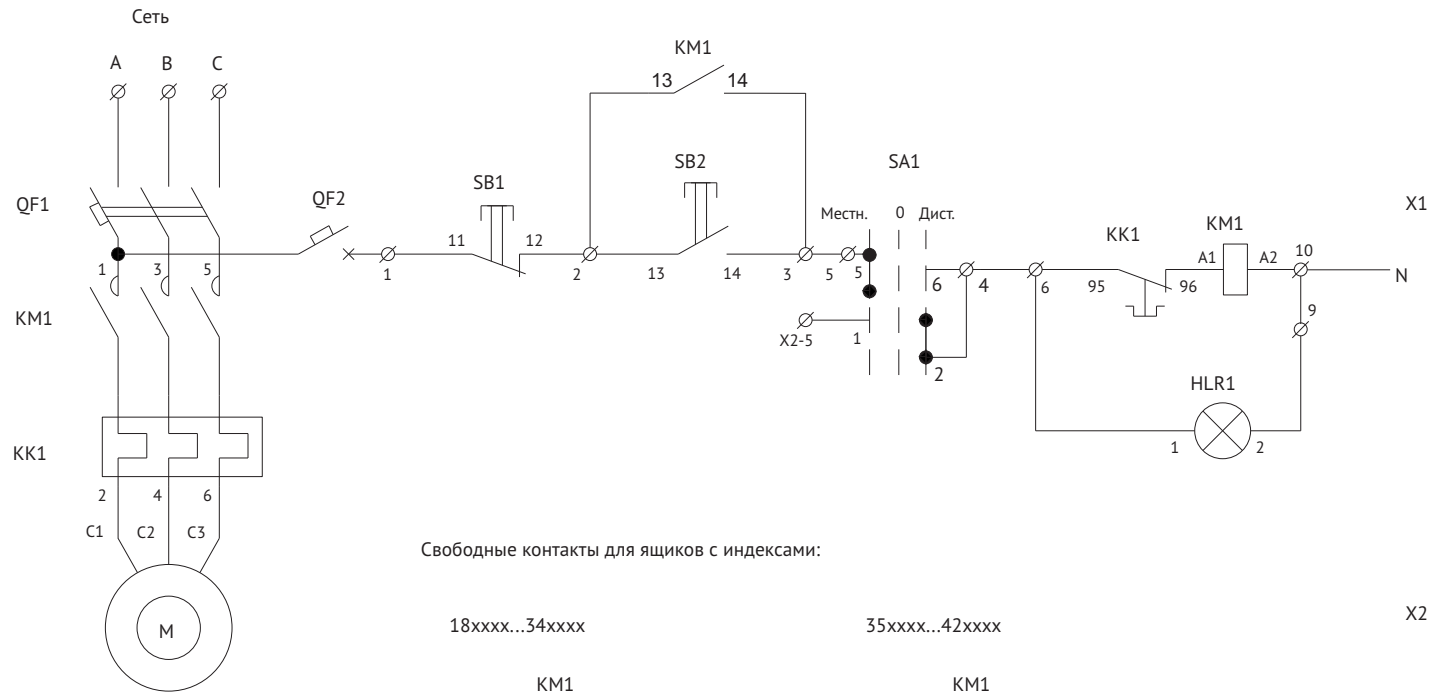 Сеть
A B C
KM1
13 14
QF1
QF2
SB1
SB2
SA1
Местн. 0 Дист.
X1
KK1
KM1
1 3 5
1
11 12
2
13 14
3 5 5
6 4
6
95 96
A1 A2
10
N
9
KM1
X2-5 1
2
HLR1
1 2
KK1
2 4 6
C1 C2 C3
M
Свободные контакты для ящиков с индексами:
X2
18xxxx...34xxxx 35xxxx...42xxxx
KM1 KM1